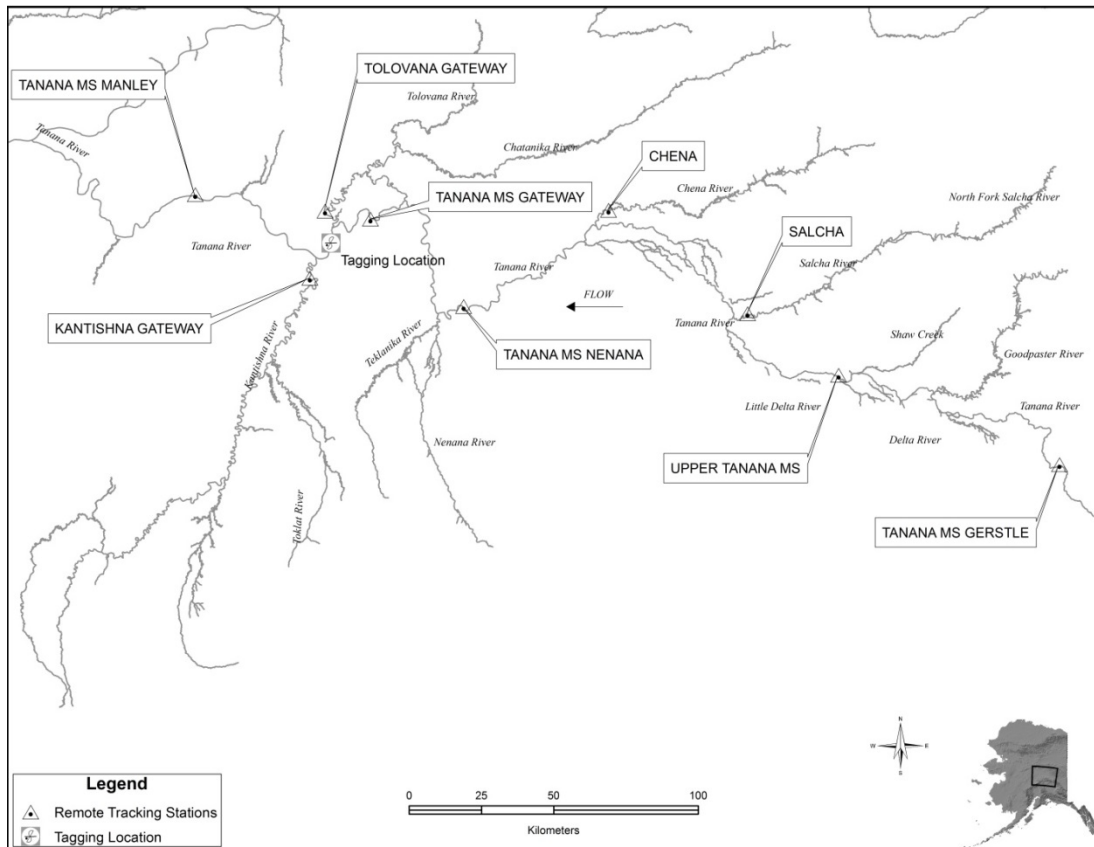 TOLOVANA GATEWAY
TANANA MS MANLEY
Tolovana River
Tanana River
Chatanika River
CHENA
TANANA MS GATEWAY
Chena River
North Fork Salcha River
SALCHA
Tanana River
Tagging Location
Tanana River
Salcha River
FLOW
KANTISHNA GATEWAY
Tanana River
Shaw Creek
Kantishna River
Teklanika River
TANANA MS NENANA
Goodpaster River
Little Delta River
Tanana River
Nenana River
Delta River
UPPER TANANA MS
Toklat River
TANANA MS GERSTLE
N
W E
S
Legend
Remote Tracking Stations
Tagging Location
0 25 50 100
Kilometers